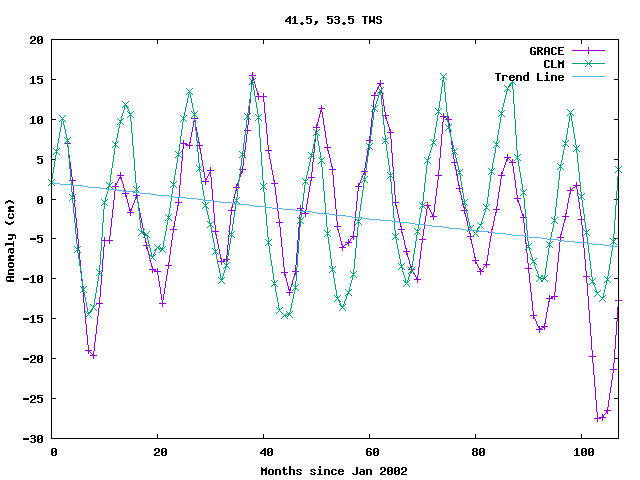 41.5, 53.5 TWS
GRACE
CLM
Trend Line
20
15
10
5
0
-5
-10
-15
-20
-25
-30
Anomaly (cm)
0 20 40 60 80 100
Months since Jan 2002